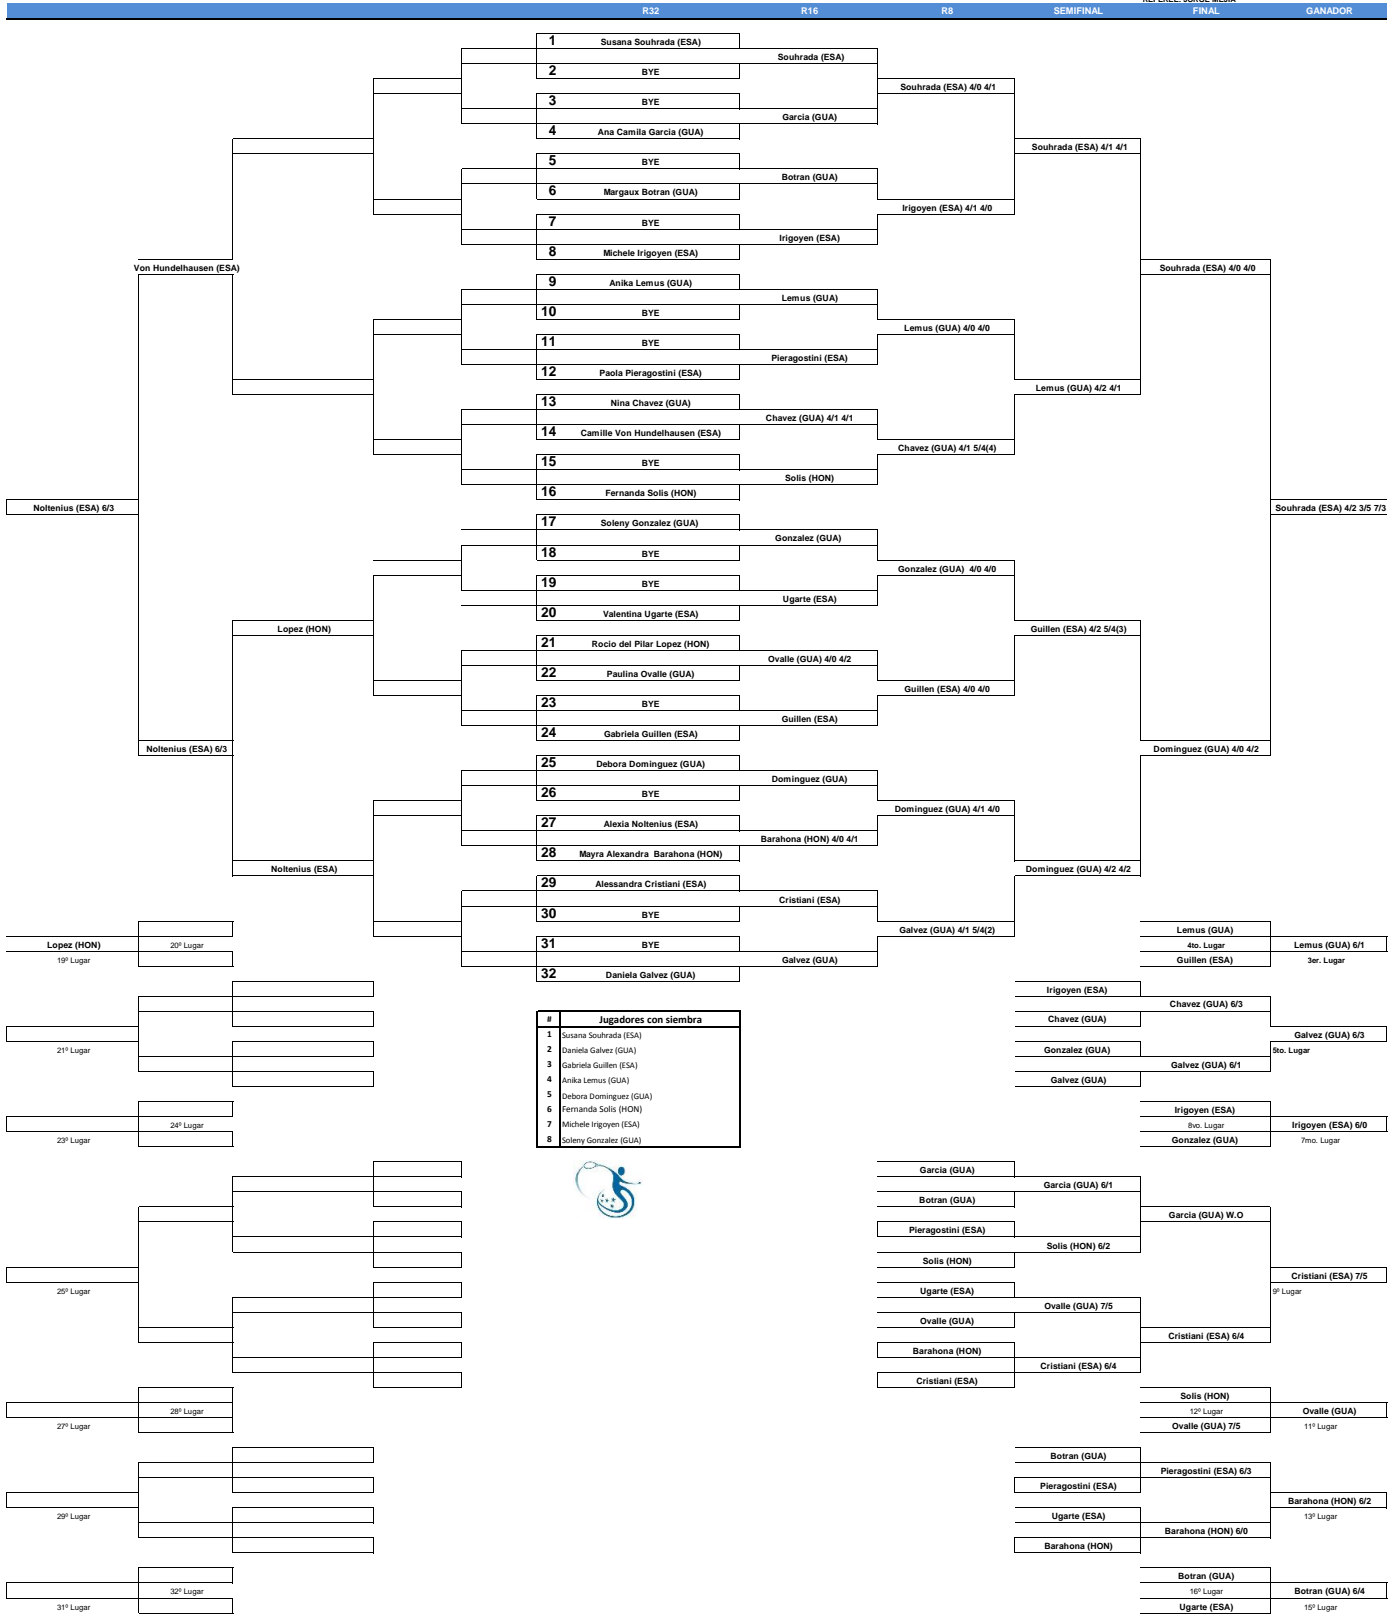 REFEREE: JORGE MEJIA
R32 R16 R8 SEMIFINAL FINAL GANADOR
1 Susana Souhrada (ESA)
Souhrada (ESA)
2 BYE
Souhrada (ESA) 4/0 4/1
3 BYE
Garcia (GUA)
4 Ana Camila Garcia (GUA)
Souhrada (ESA) 4/1 4/1
5 BYE
Botran (GUA)
6 Margaux Botran (GUA)
Irigoyen (ESA) 4/1 4/0
7 BYE
Irigoyen (ESA)
8 Michele Irigoyen (ESA)
Von Hundelhausen (ESA) Souhrada (ESA) 4/0 4/0
9 Anika Lemus (GUA)
Lemus (GUA)
10 BYE
Lemus (GUA) 4/0 4/0
11 BYE
Pieragostini (ESA)
12 Paola Pieragostini (ESA)
Lemus (GUA) 4/2 4/1
13 Nina Chavez (GUA)
Chavez (GUA) 4/1 4/1
14 Camille Von Hundelhausen (ESA)
Chavez (GUA) 4/1 5/4(4)
15 BYE
Solis (HON)
16 Fernanda Solis (HON)
Noltenius (ESA) 6/3 Souhrada (ESA) 4/2 3/5 7/3
17 Soleny Gonzalez (GUA)
Gonzalez (GUA)
18 BYE
Gonzalez (GUA) 4/0 4/0
19 BYE
Ugarte (ESA)
20 Valentina Ugarte (ESA)
Lopez (HON) Guillen (ESA) 4/2 5/4(3)
21 Rocio del Pilar Lopez (HON)
Ovalle (GUA) 4/0 4/2
22 Paulina Ovalle (GUA)
Guillen (ESA) 4/0 4/0
23 BYE
Guillen (ESA)
24 Gabriela Guillen (ESA)
Noltenius (ESA) 6/3 Dominguez (GUA) 4/0 4/2
25 Debora Dominguez (GUA)
Dominguez (GUA)
26 BYE
Dominguez (GUA) 4/1 4/0
27 Alexia Noltenius (ESA)
Barahona (HON) 4/0 4/1
28 Mayra Alexandra Barahona (HON)
Noltenius (ESA) Dominguez (GUA) 4/2 4/2
29 Alessandra Cristiani (ESA)
Cristiani (ESA)
30 BYE
Galvez (GUA) 4/1 5/4(2) Lemus (GUA)
Lopez (HON) 20º Lugar 31 BYE 4to. Lugar Lemus (GUA) 6/1
19º Lugar Galvez (GUA) Guillen (ESA) 3er. Lugar
32 Daniela Galvez (GUA)
Irigoyen (ESA)
Chavez (GUA) 6/3
# Jugadores con siembra Chavez (GUA)
1 Susana Souhrada (ESA) Galvez (GUA) 6/3
21º Lugar 2 Daniela Galvez (GUA) Gonzalez (GUA) 5to. Lugar
3 Gabriela Guillen (ESA) Galvez (GUA) 6/1
4 Anika Lemus (GUA) Galvez (GUA)
5 Debora Dominguez (GUA)
6 Fernanda Solis (HON) Irigoyen (ESA)
24º Lugar 7 Michele Irigoyen (ESA) 8vo. Lugar Irigoyen (ESA) 6/0
23º Lugar 8 Soleny Gonzalez (GUA) Gonzalez (GUA) 7mo. Lugar
Garcia (GUA)
Garcia (GUA) 6/1
Botran (GUA)
Garcia (GUA) W.O
Pieragostini (ESA)
Solis (HON) 6/2
Solis (HON)
Cristiani (ESA) 7/5
25º Lugar Ugarte (ESA) 9º Lugar
Ovalle (GUA) 7/5
Ovalle (GUA)
Cristiani (ESA) 6/4
Barahona (HON)
Cristiani (ESA) 6/4
Cristiani (ESA)
Solis (HON)
28º Lugar 12º Lugar Ovalle (GUA)
27º Lugar Ovalle (GUA) 7/5 11º Lugar
Botran (GUA)
Pieragostini (ESA) 6/3
Pieragostini (ESA)
Barahona (HON) 6/2
29º Lugar Ugarte (ESA) 13º Lugar
Barahona (HON) 6/0
Barahona (HON)
Botran (GUA)
32º Lugar 16º Lugar Botran (GUA) 6/4
31º Lugar Ugarte (ESA) 15º Lugar